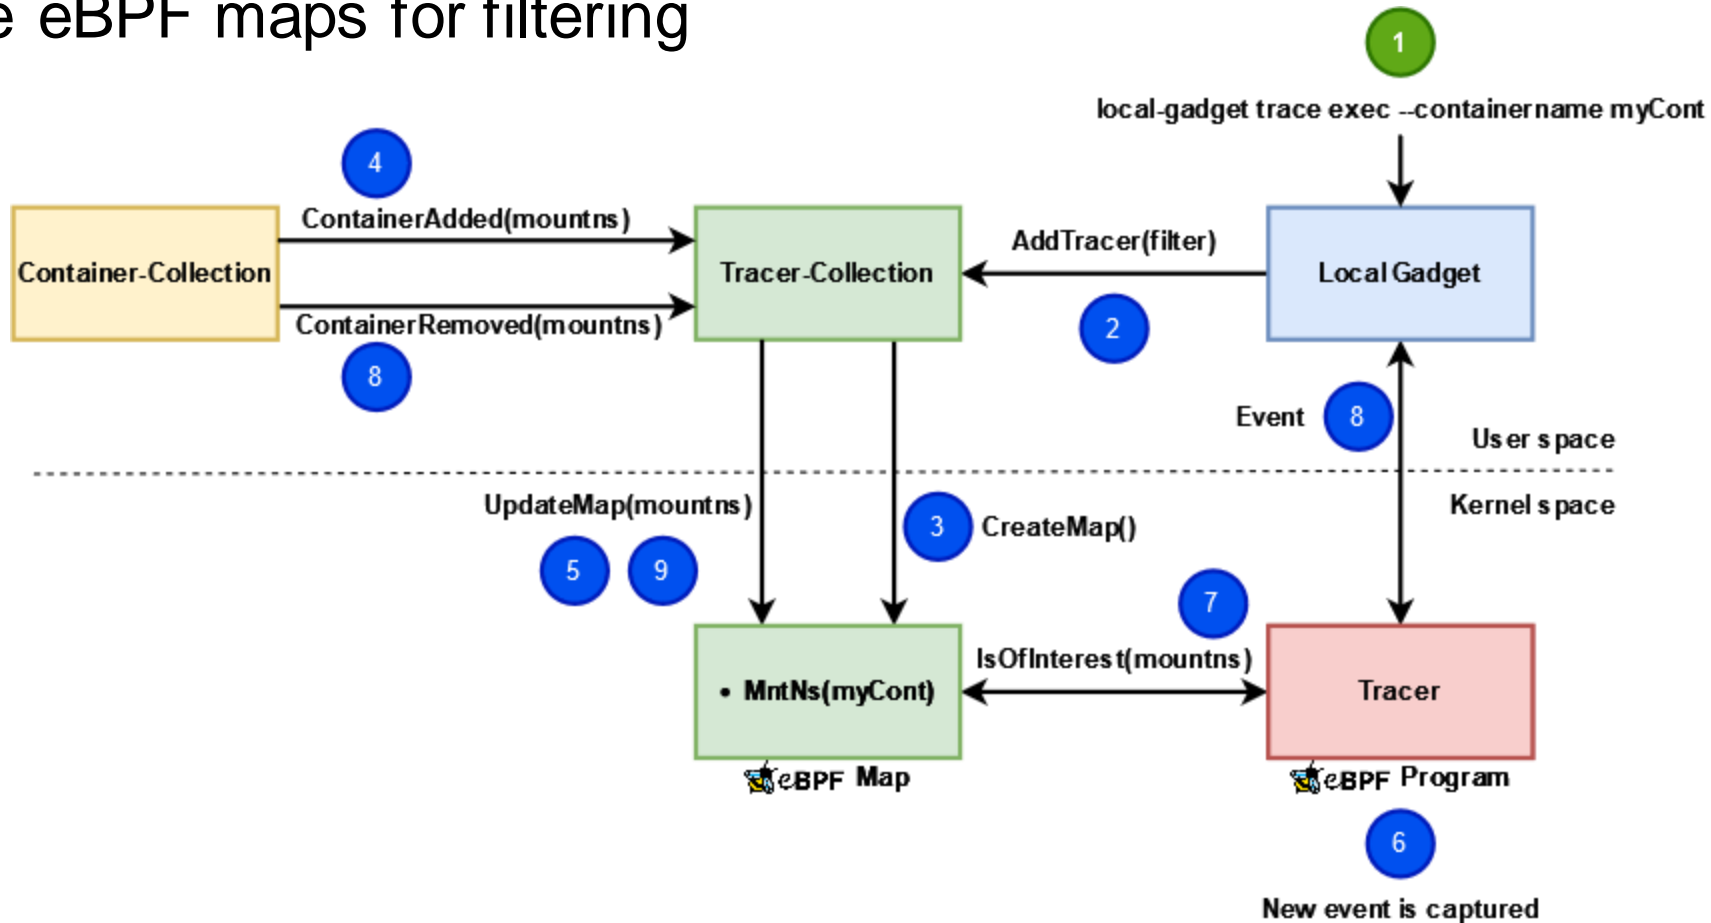 e eBPF maps for filtering
1
local-gadget trace exec --containername myCont
4
ContainerAdded(mountns)
Container-Collection
ContainerRemoved(mountns)
8
Tracer-Collection
AddTracer(filter)
2
Local Gadget
Event
8
User space
Kernel space
UpdateMap(mountns)
5
9
3
CreateMap()
7
IsOfInterest(mountns)
• MntNs(myCont)
eBPF Map
Tracer
eBPF Program
6
New event is captured